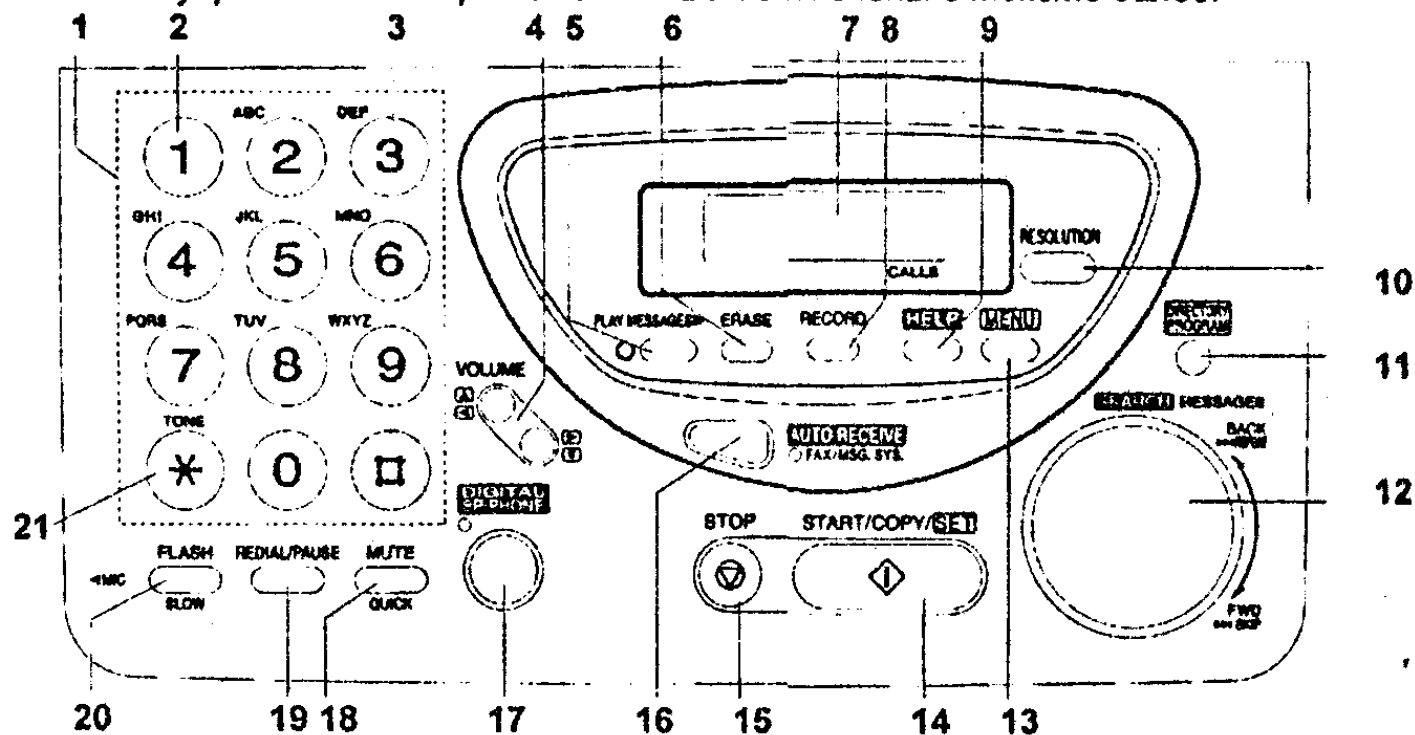 1 2 3 4 5 6 7 8 9
ABC DEF
1 2 3
GHI JKL MNO
4 5 6
RESOLUTION
CALLS
10
PQRS TUV WXYZ
7 8 9
PLAY MESSAGES ERASE RECORD HELP MENU
DIRECTORY
PROGRAM
11
VOLUME
SEARCH MESSAGES
TONE
0
AUTO RECEIVE
FAX/MSG. SYS.
BACK
12
21
DIGITAL
SP-PHONE
STOP START/COPY/SET
FLASH REDIAL/PAUSE MUTE
MIC
SLOW QUICK
FWD
SKIP
20 19 18 17 16 15 14 13